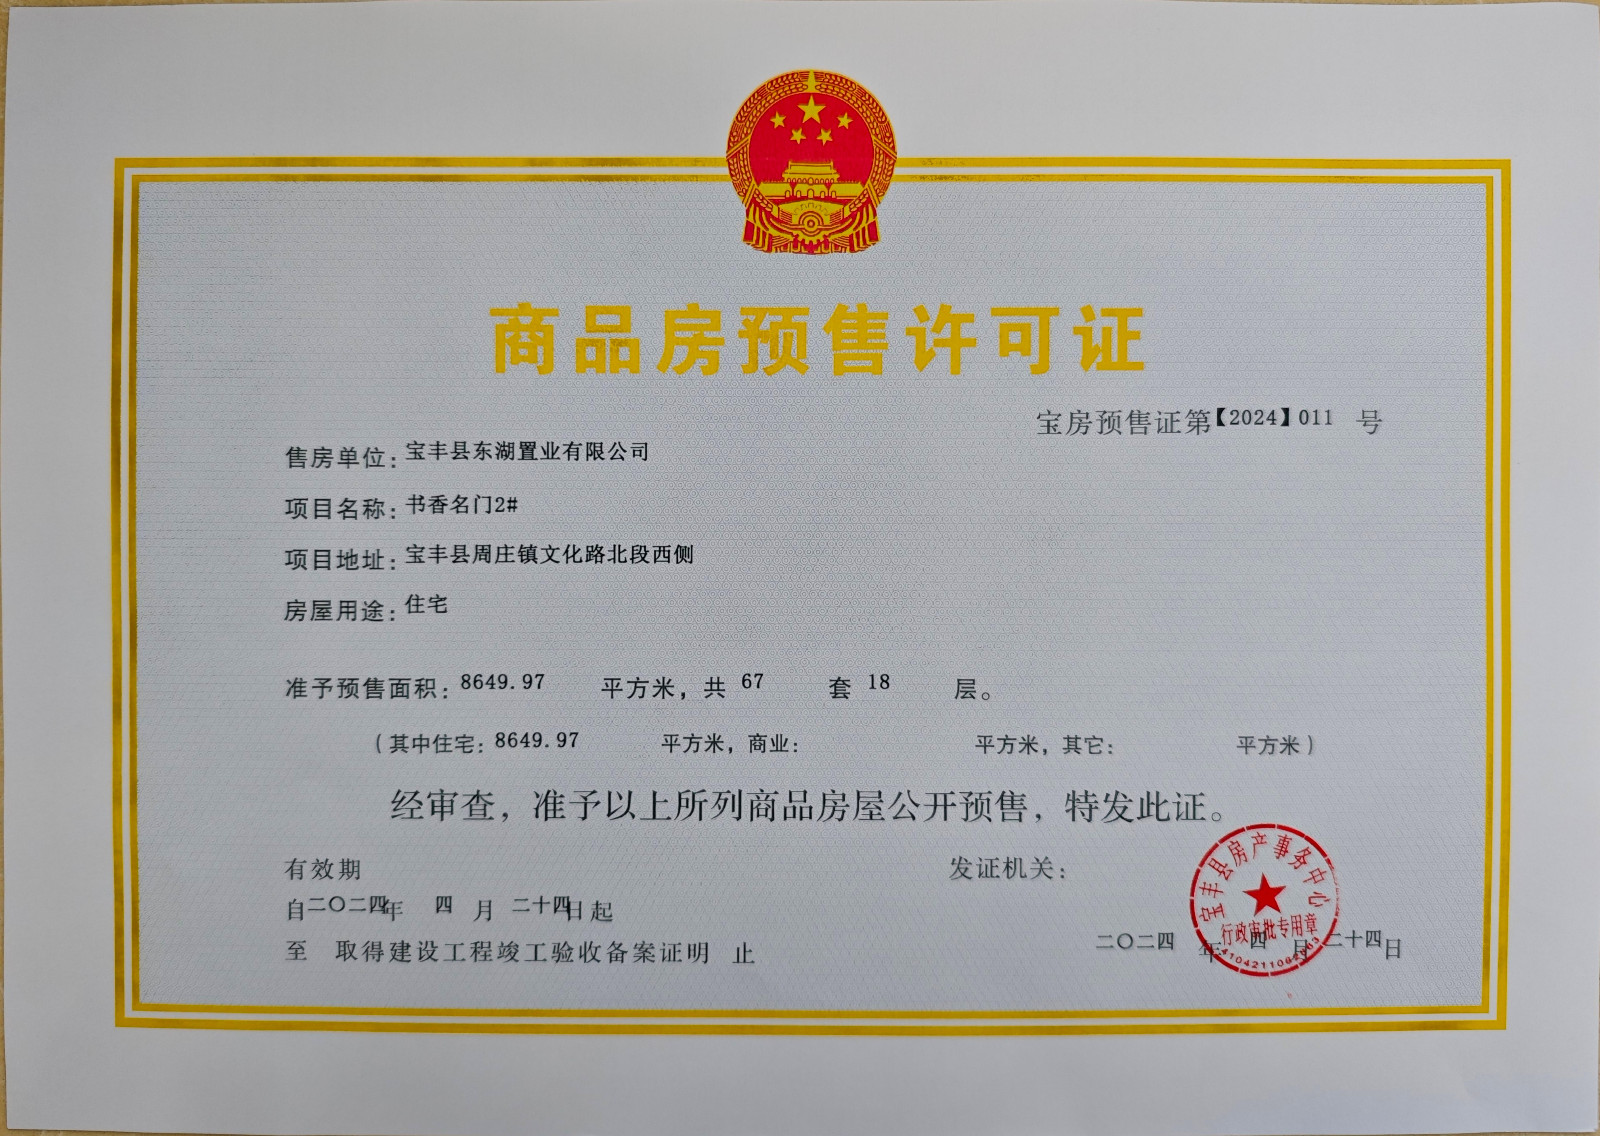 商品房预售许可证
宝房预售证第【2024】011 号
售房单位：宝丰县东湖置业有限公司
项目名称：书香名门2#
项目地址：宝丰县周庄镇文化路北段西侧
房屋用途：住宅
准予预售面积：8649.97 平方米，共 67 套 18 层。
（其中住宅：8649.97 平方米，商业： 平方米，其它： 平方米）
经审查，准予以上所列商品房屋公开预售，特发此证。
有效期
发证机关：
自二〇二四年 四 月 二十四日起
至 取得建设工程竣工验收备案证明 止
二〇二四 年 四 月 二十四日
宝丰县房产事务中心
行政审批专用章